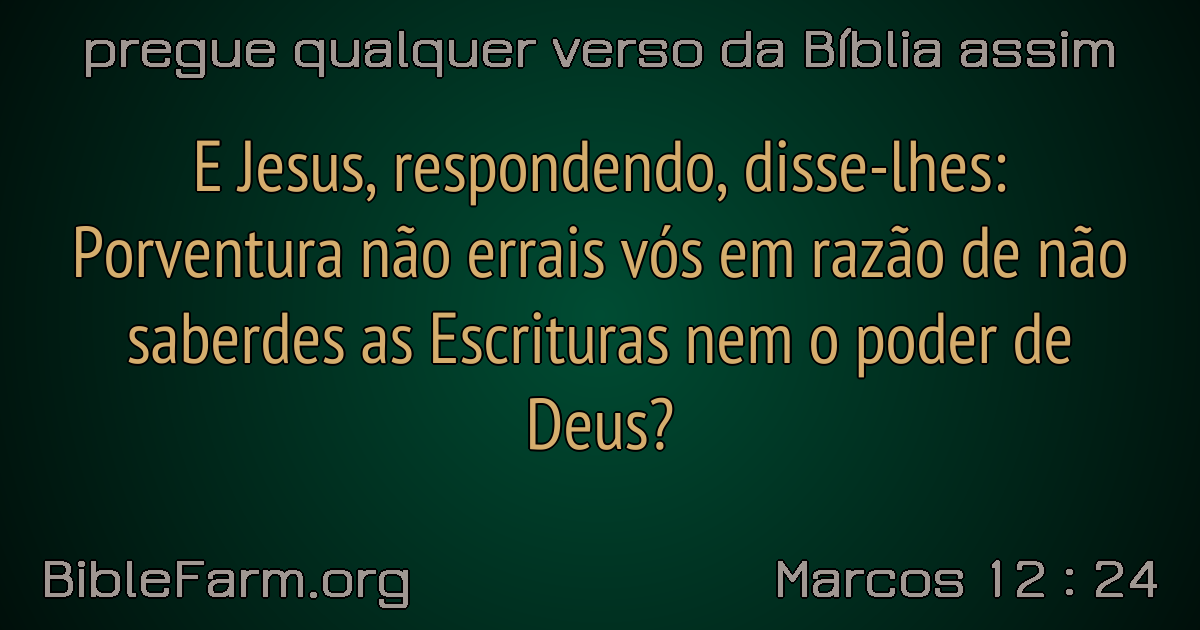 pregue qualquer verso da Bíblia assim
E Jesus, respondendo, disse-lhes:
Porventura não errais vós em razão de não
saberdes as Escrituras nem o poder de
Deus?
BibleFarm.org
Marcos 12 : 24